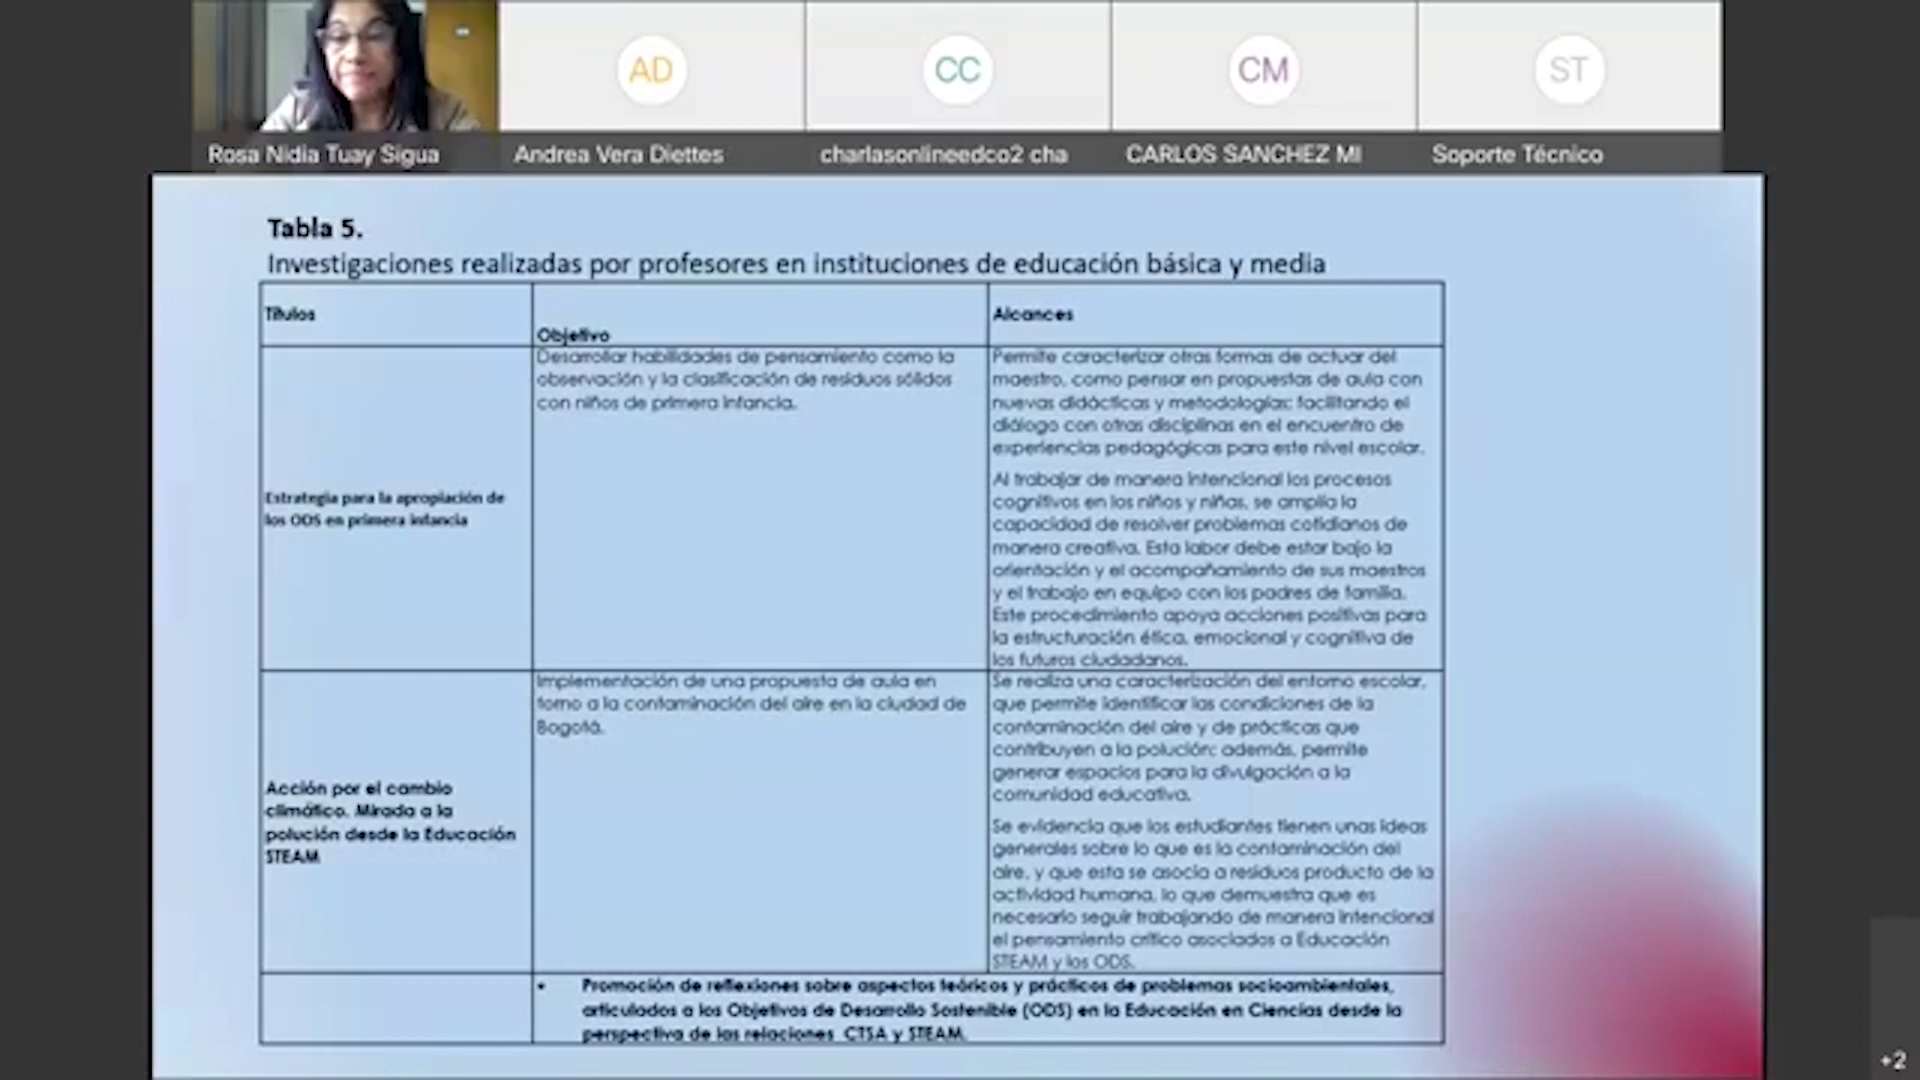 AD
CC
CM
ST
Rosa Nidia Tuay Sigua
Andrea Vera Diettes
charlasonlineedco2 cha
CARLOS SANCHEZ MI
Soporte Técnico
Tabla 5.
Investigaciones realizadas por profesores en instituciones de educación básica y media
Títulos
Objetivo
Alcances
Estrategia para la apropiación de
los ODS en primera infancia
Desarrollar habilidades de pensamiento como la
observación y la clasificación de residuos sólidos
con niños de primera infancia.
Permite caracterizar otras formas de actuar del
maestro, como pensar en propuestas de aula con
nuevas didácticas y metodologías; facilitando el
diálogo con otras disciplinas en el encuentro de
experiencias pedagógicas para este nivel escolar.
Al trabajar de manera intencional los procesos
cognitivos en los niños y niñas, se amplía la
capacidad de resolver problemas cotidianos de
manera creativa. Esta labor debe estar bajo la
orientación y el acompañamiento de sus maestros
y el trabajo en equipo con los padres de familia.
Este procedimiento apoya acciones positivas para
la estructuración ética, emocional y cognitiva de
los futuros ciudadanos.
Acción por el cambio
climático. Mirada a la
polución desde la Educación
STEAM
Implementación de una propuesta de aula en
torno a la contaminación del aire en la ciudad de
Bogotá.
Se realiza una caracterización del entorno escolar,
que permite identificar las condiciones de la
contaminación del aire y de prácticas que
contribuyen a la polución; además, permite
generar espacios para la divulgación a la
comunidad educativa.
Se evidencia que los estudiantes tienen unas ideas
generales sobre lo que es la contaminación del
aire, y que esta se asocia a residuos producto de la
actividad humana, lo que demuestra que es
necesario seguir trabajando de manera intencional
el pensamiento crítico asociados a Educación
STEAM y los ODS.
• Promoción de reflexiones sobre aspectos teóricos y prácticos de problemas socioambientales,
articulados a los Objetivos de Desarrollo Sostenible (ODS) en la Educación en Ciencias desde la
perspectiva de las relaciones CTSA y STEAM.
+2